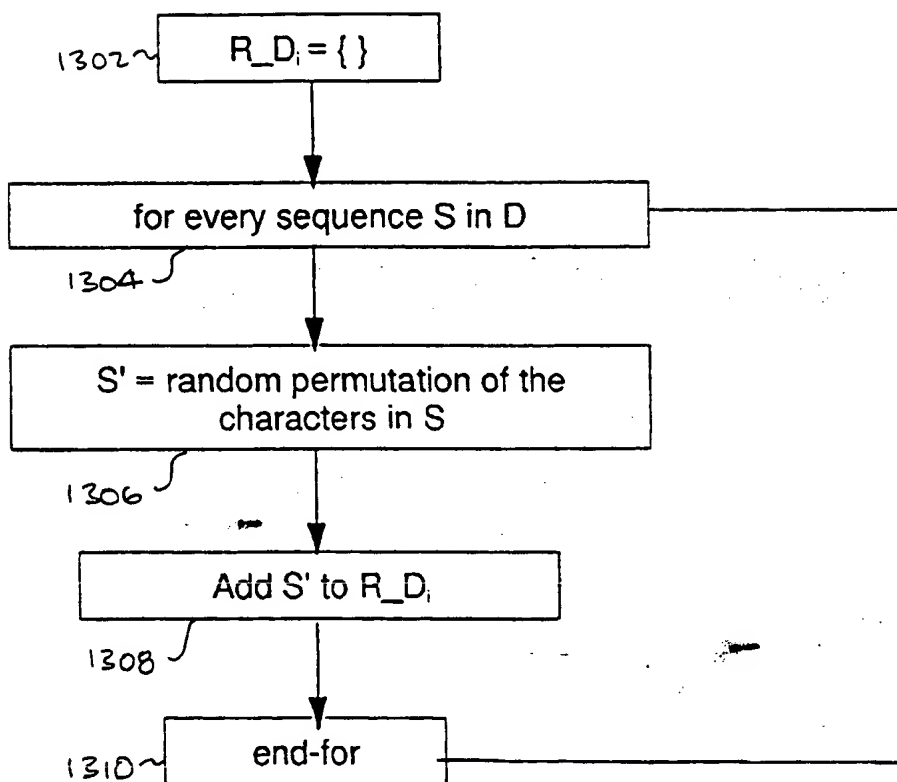 1302
R_Di = { }
for every sequence S in D
1304
S' = random permutation of the
characters in S
1306
Add S' to R_Di
1308
1310
end-for